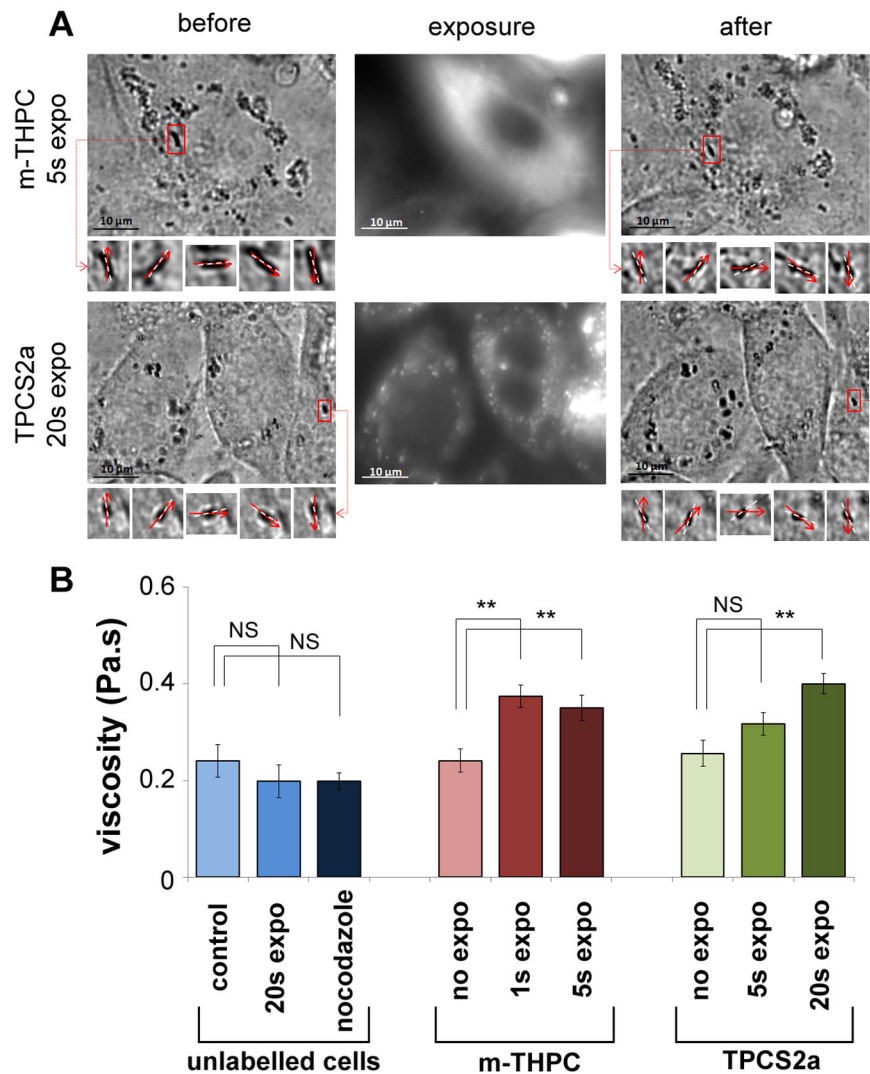 A
before exposure after
m-THPC
5s expo
10 µm
10 µm
10 µm
TPCS2a
20s expo
10 µm
10 µm
10 µm
B
viscosity (Pa.s)
0.6
0.4
0.2
0
NS
NS
**
**
NS
**
control
20s expo
nocodazole
no expo
1s expo
5s expo
no expo
5s expo
20s expo
unlabelled cells
m-THPC
TPCS2a